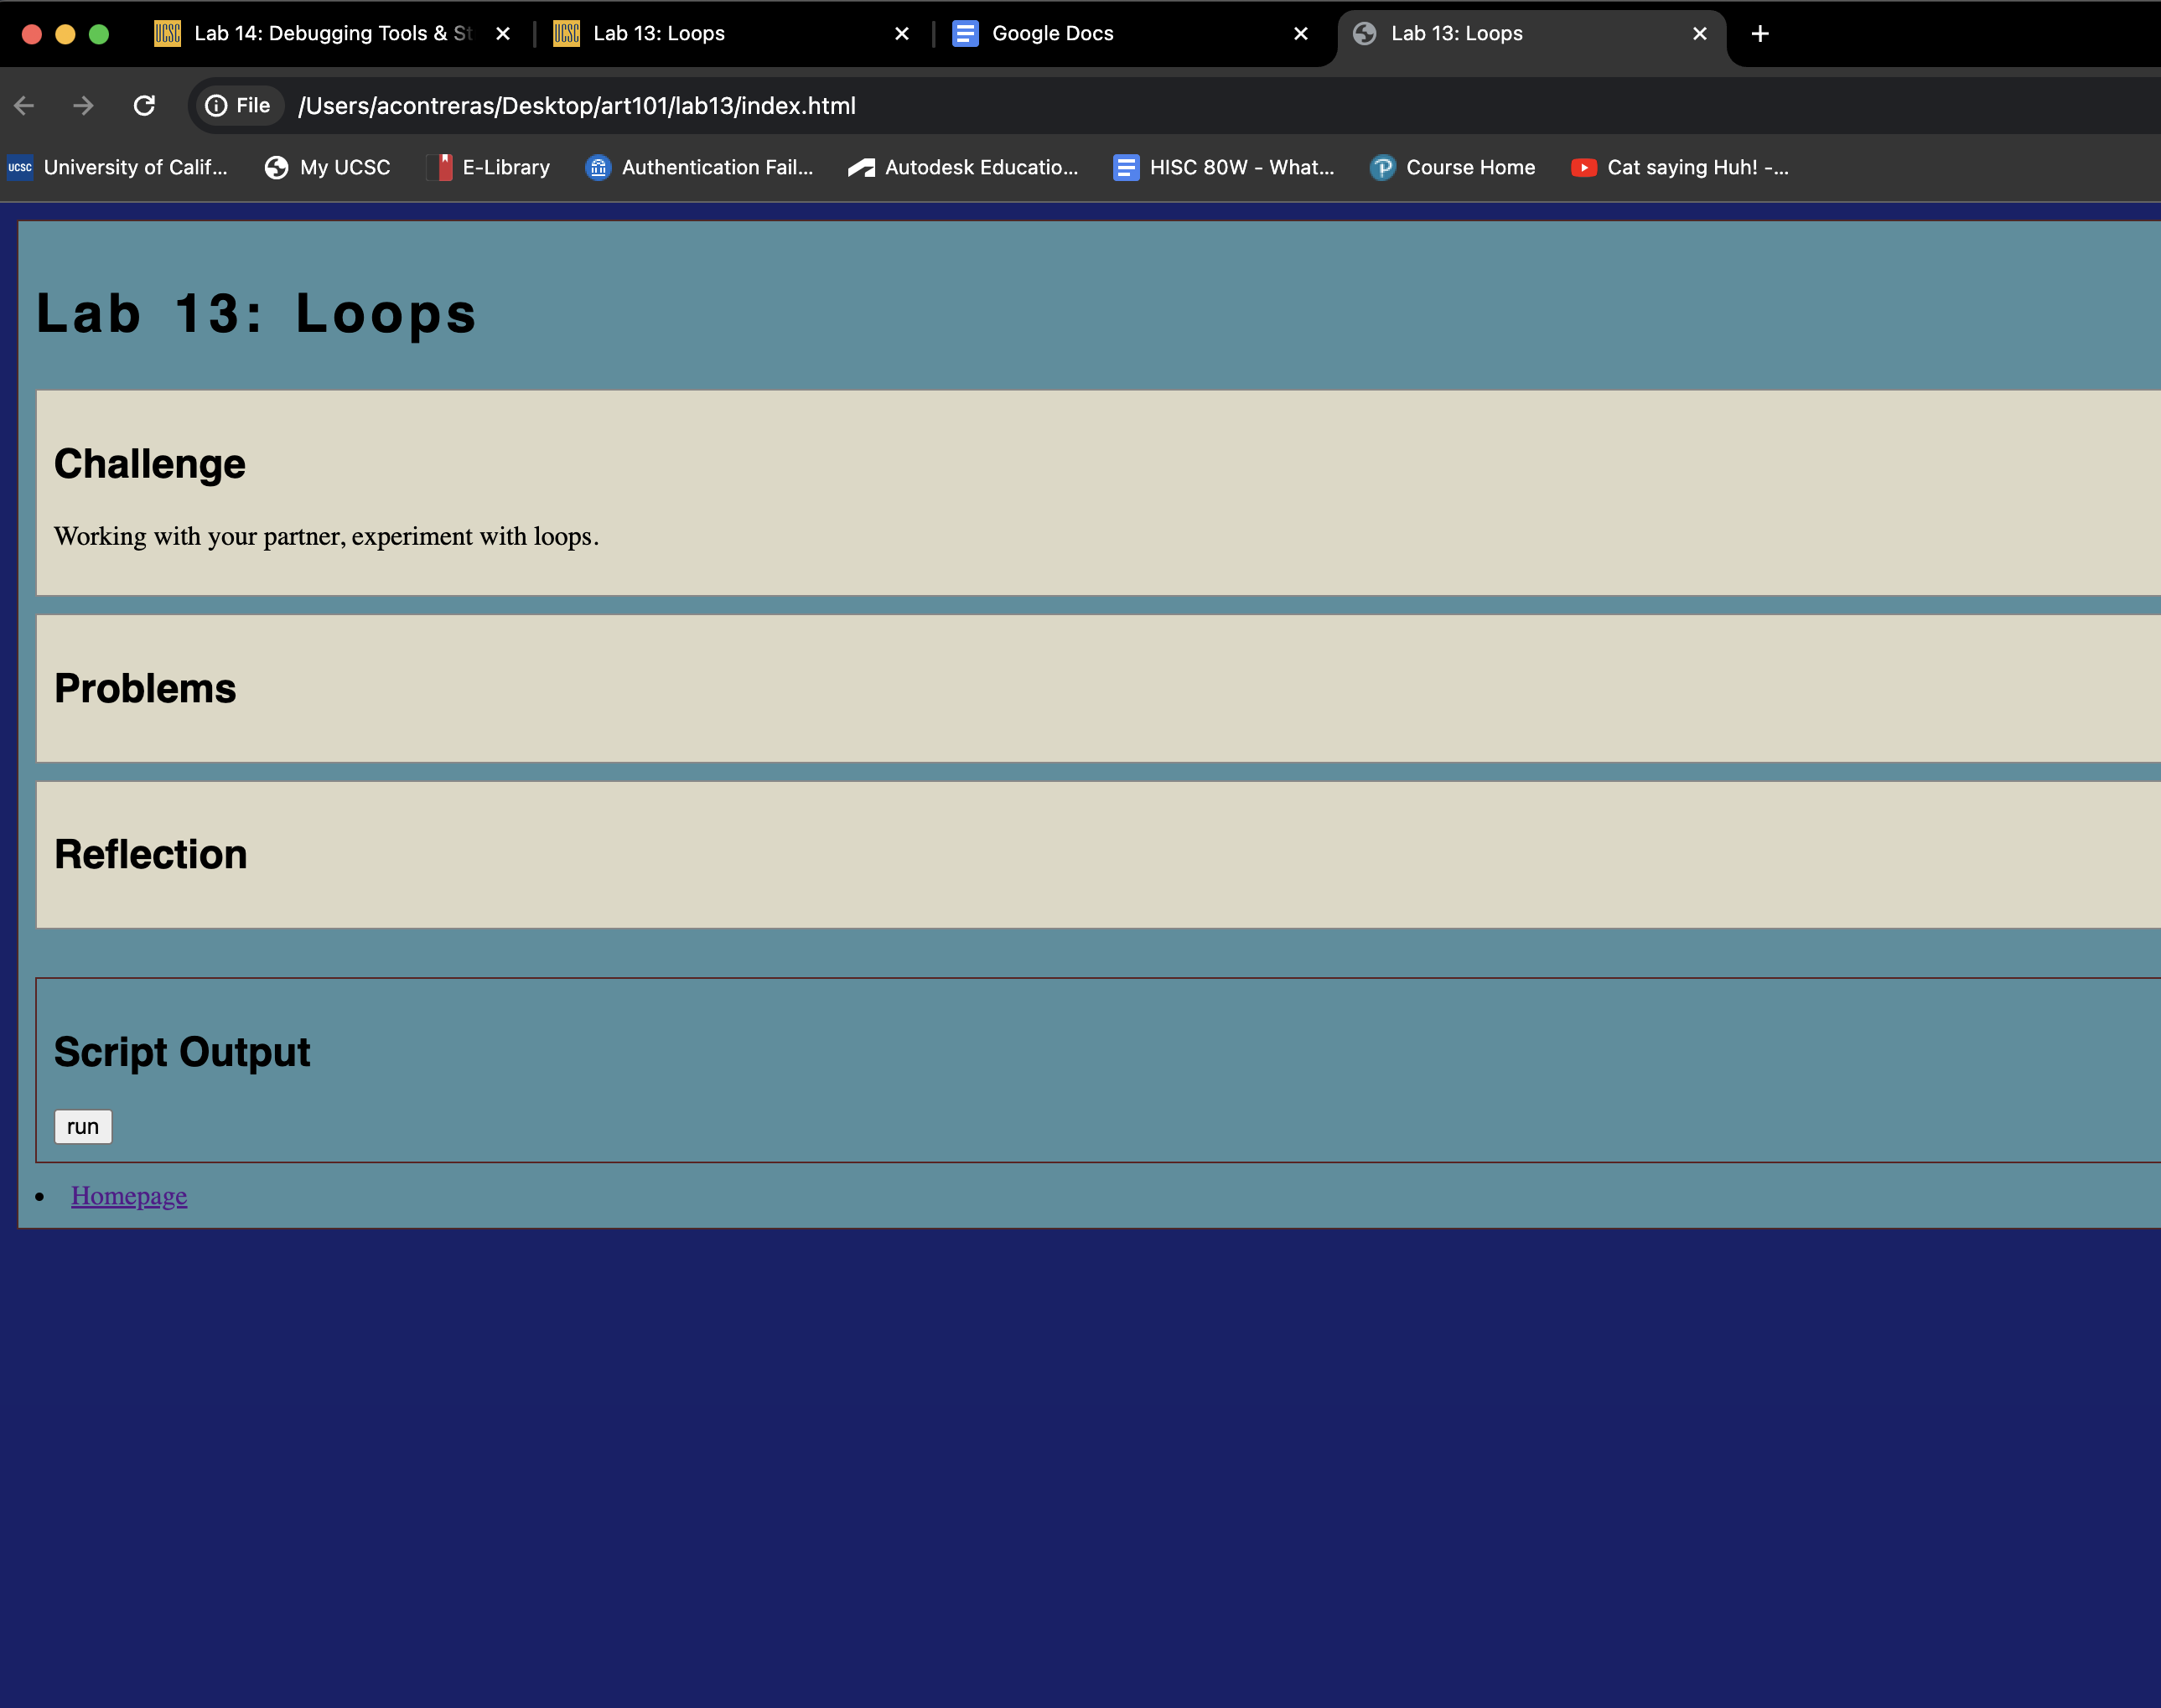 Lab 14: Debugging Tools & St
Lab 13: Loops
Google Docs
Lab 13: Loops
File /Users/acontreras/Desktop/art101/lab13/index.html
UCSC University of Calif... My UCSC E-Library Authentication Fail... Autodesk Educatio... HISC 80W - What... Course Home Cat saying Huh! -...
Lab 13: Loops
Challenge
Working with your partner, experiment with loops.
Problems
Reflection
Script Output
run
Homepage